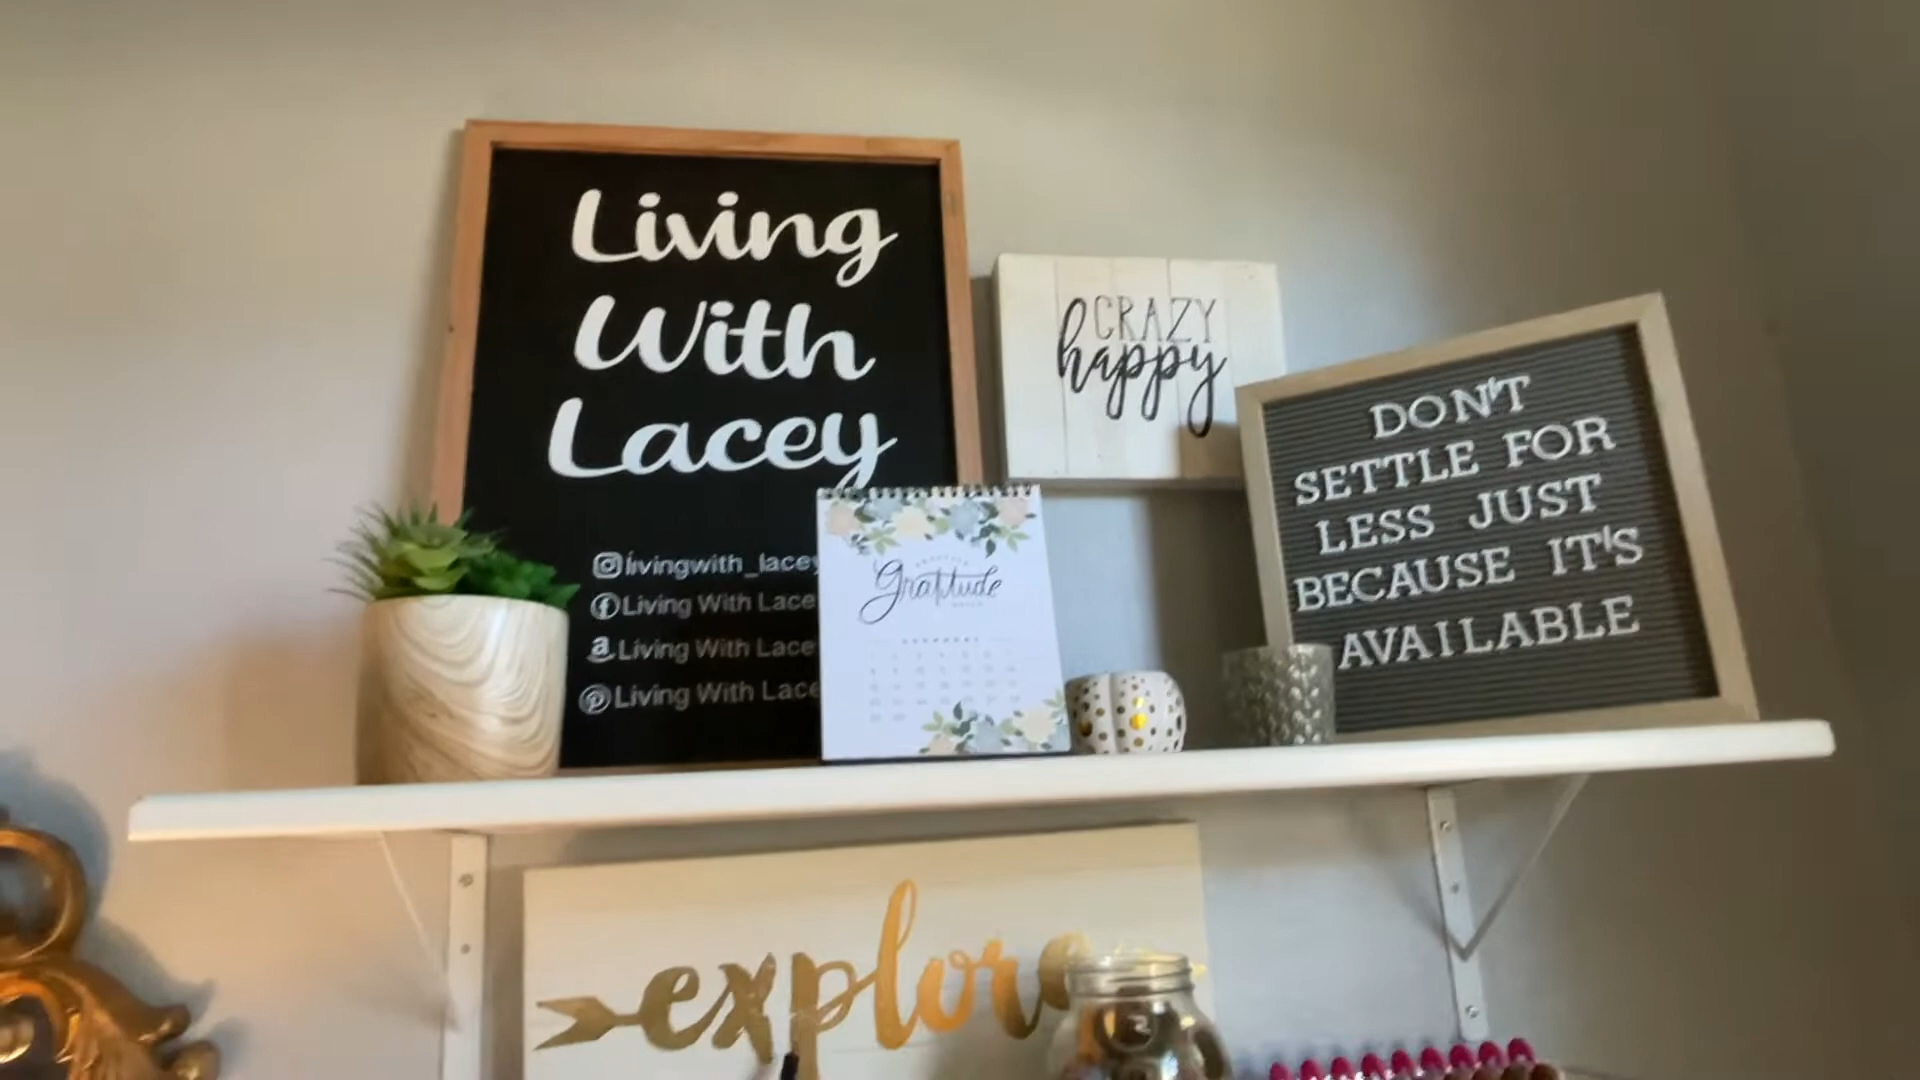 Living
With
Lacey
livingwith_lacey
Living With Lace
Living With Lace
Living With Lace
CRAZY
happy
gratitude
DON'T
SETTLE FOR
LESS JUST
BECAUSE IT'S
AVAILABLE
explore